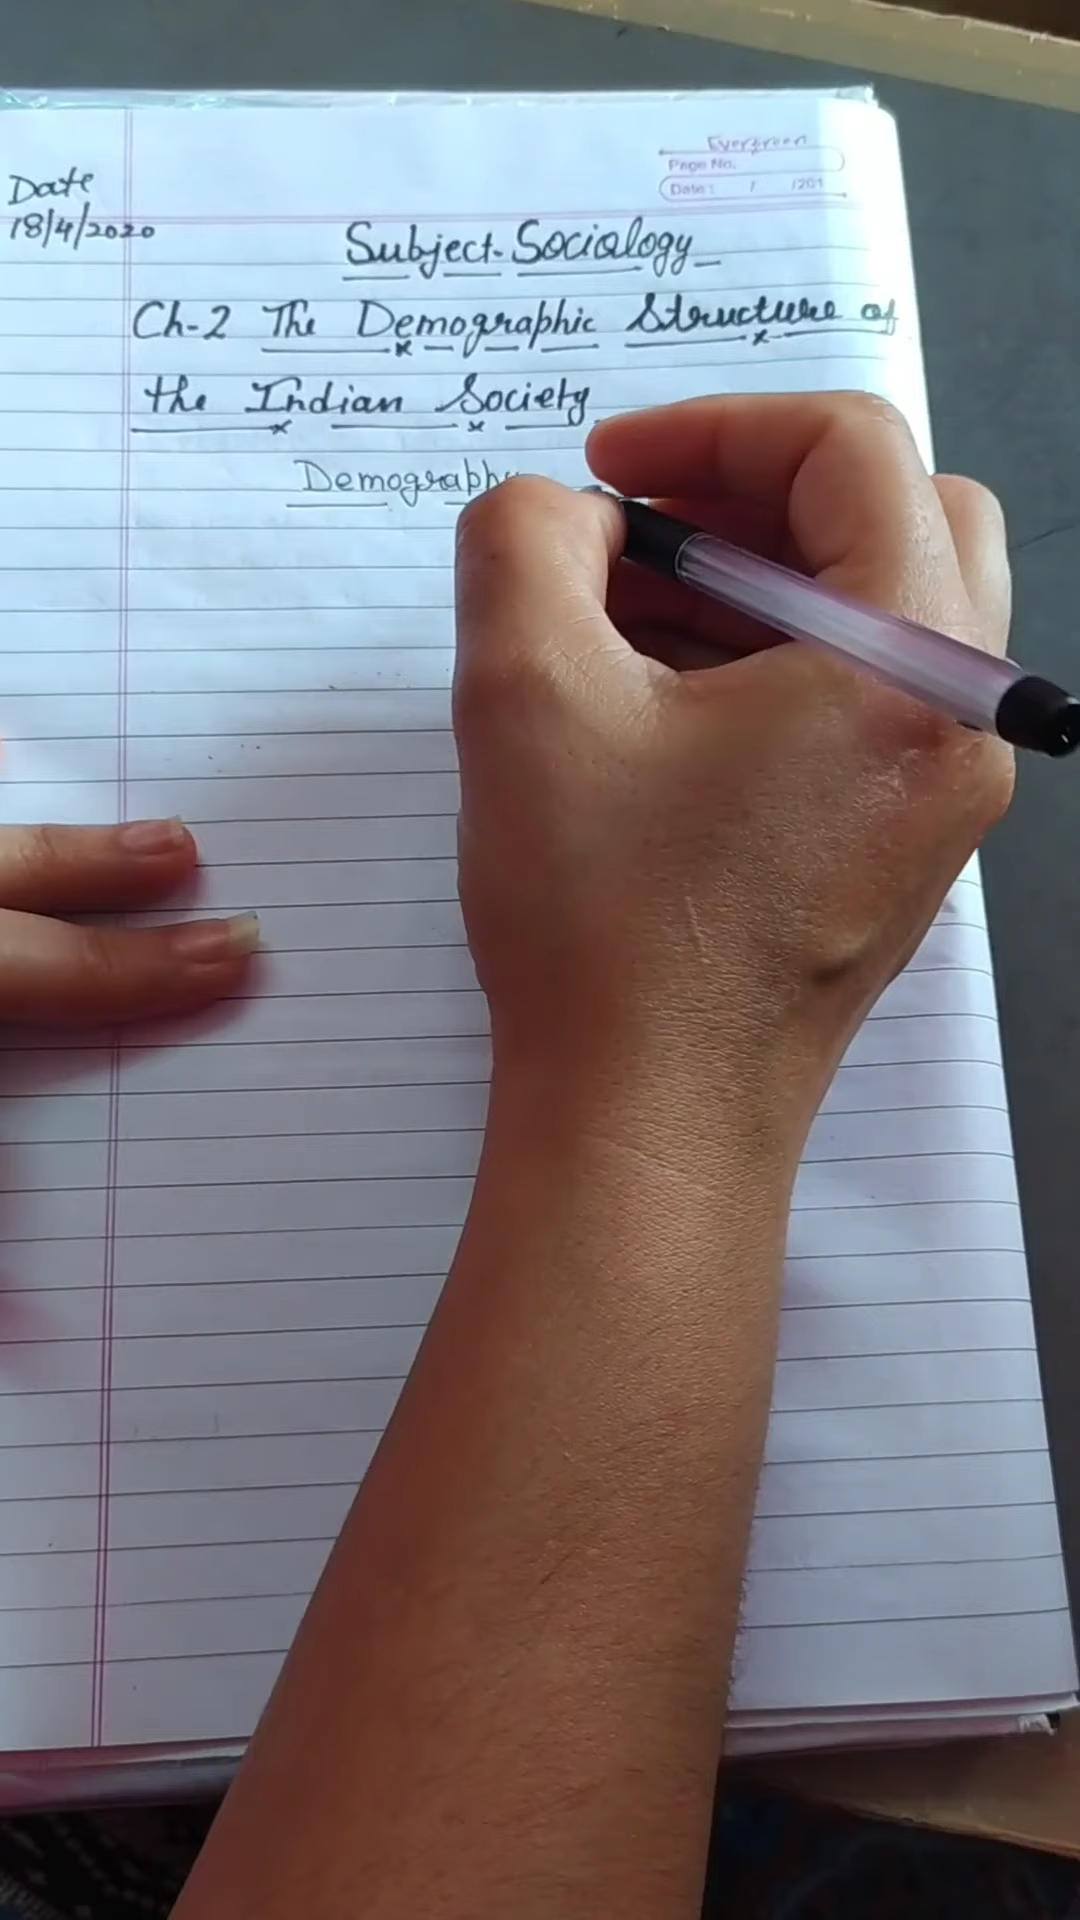 Evergreen
Page No.
Date : / /201
Date
18/4/2020
Subject-Sociology
Ch-2 The Demographic Structure of
the Indian Society
Demography